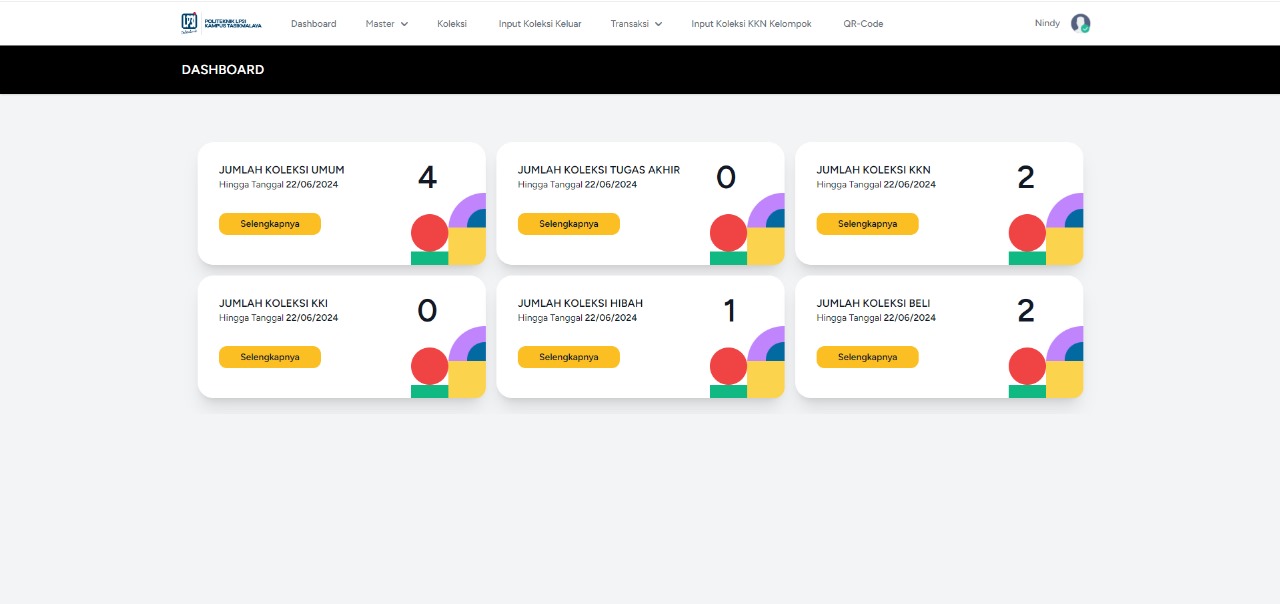 POLITEKNIK LP3I
KAMPUS TASIKMALAYA
Dashboard
Master
Koleksi
Input Koleksi Keluar
Transaksi
Input Koleksi KKN Kelompok
QR-Code
Nindy
DASHBOARD
JUMLAH KOLEKSI UMUM
Hingga Tanggal 22/06/2024
4
Selengkapnya
JUMLAH KOLEKSI TUGAS AKHIR
Hingga Tanggal 22/06/2024
0
Selengkapnya
JUMLAH KOLEKSI KKN
Hingga Tanggal 22/06/2024
2
Selengkapnya
JUMLAH KOLEKSI KKI
Hingga Tanggal 22/06/2024
0
Selengkapnya
JUMLAH KOLEKSI HIBAH
Hingga Tanggal 22/06/2024
1
Selengkapnya
JUMLAH KOLEKSI BELI
Hingga Tanggal 22/06/2024
2
Selengkapnya